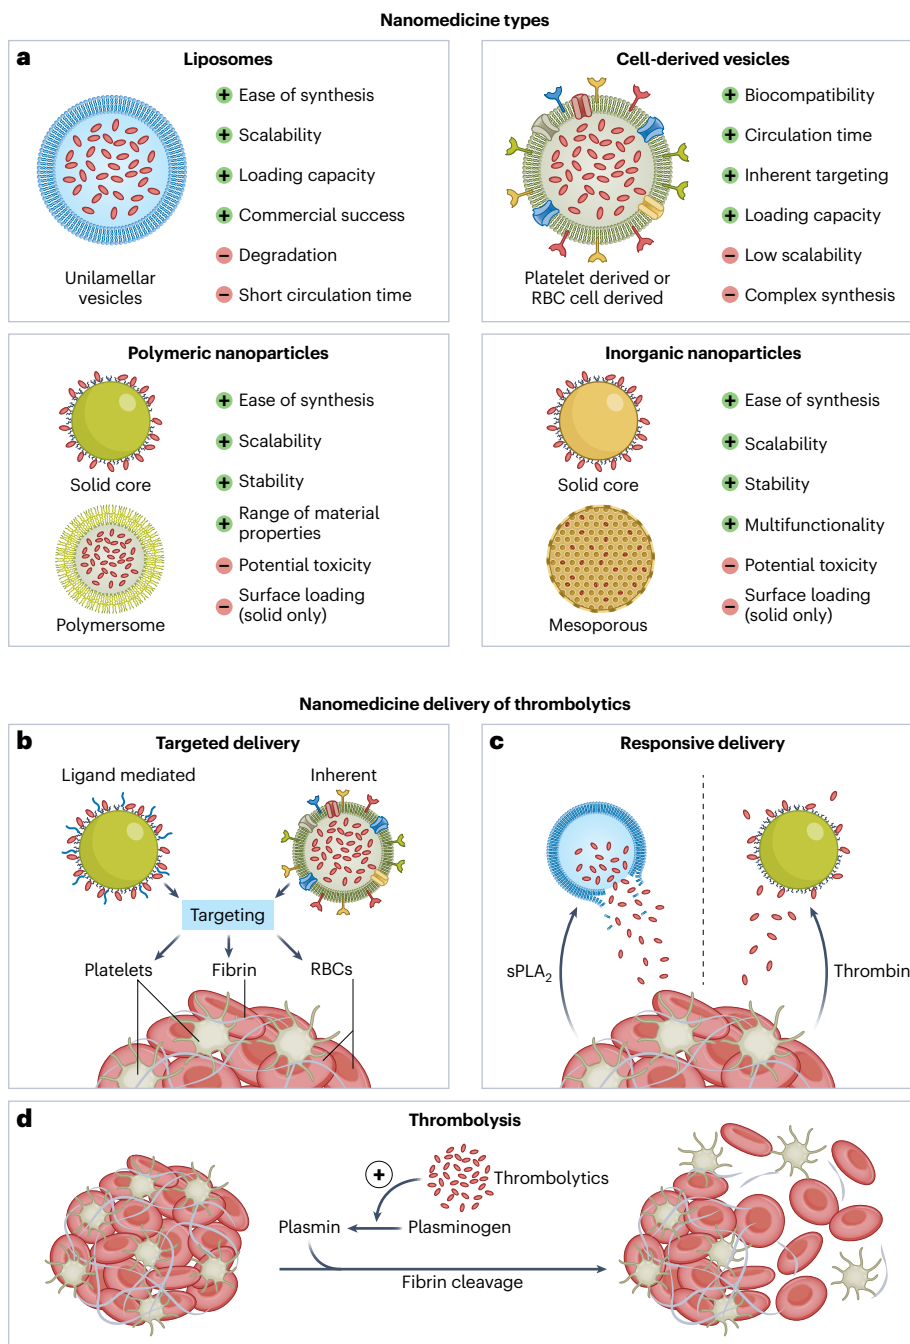 Nanomedicine types
a
Liposomes
Unilamellar
vesicles
+ Ease of synthesis
+ Scalability
+ Loading capacity
+ Commercial success
− Degradation
− Short circulation time
Cell-derived vesicles
Platelet derived or
RBC cell derived
+ Biocompatibility
+ Circulation time
+ Inherent targeting
+ Loading capacity
− Low scalability
− Complex synthesis
Polymeric nanoparticles
Solid core
Polymersome
+ Ease of synthesis
+ Scalability
+ Stability
+ Range of material
properties
− Potential toxicity
− Surface loading
(solid only)
Inorganic nanoparticles
Solid core
Mesoporous
+ Ease of synthesis
+ Scalability
+ Stability
+ Multifunctionality
− Potential toxicity
− Surface loading
(solid only)
Nanomedicine delivery of thrombolytics
b
Targeted delivery
Ligand mediated
Inherent
Targeting
Platelets
Fibrin
RBCs
c
Responsive delivery
sPLA₂
Thrombin
d
Thrombolysis
+
Thrombolytics
Plasmin
Plasminogen
Fibrin cleavage